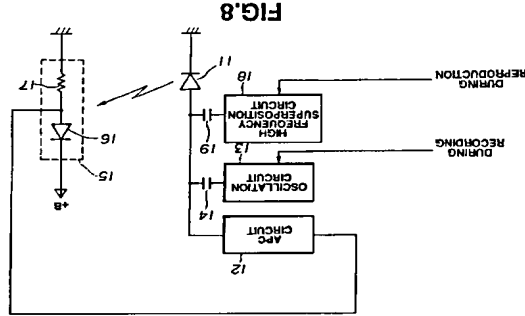 FIG.8
12
APC
CIRCUIT
14
OSCILLATION
CIRCUIT
13
DURING
RECORDING
19
HIGH
FREQUENCY
SUPERPOSITION
CIRCUIT
18
DURING
REPRODUCTION
11
+B
15
16
17